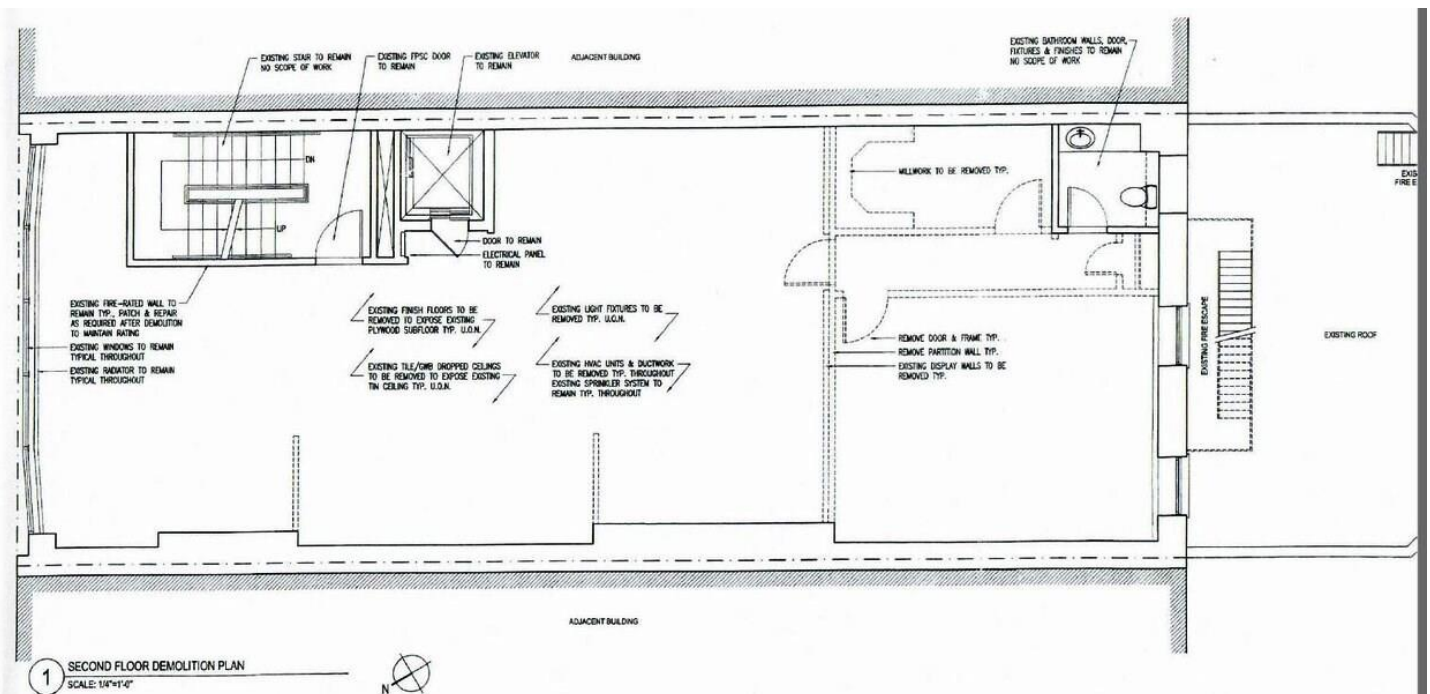 EXISTING STAIR TO REMAIN
NO SCOPE OF WORK
EXISTING FPSC DOOR
TO REMAIN
EXISTING ELEVATOR
TO REMAIN
ADJACENT BUILDING
EXISTING BATHROOM WALLS, DOOR,
FIXTURES & FINISHES TO REMAIN
NO SCOPE OF WORK
DN
UP
MILLWORK TO BE REMOVED TYP.
FIRE E
DOOR TO REMAIN
ELECTRICAL PANEL
TO REMAIN
EXISTING FIRE-RATED WALL TO
REMAIN TYP., PATCH & REPAIR
AS REQUIRED AFTER DEMOLITION
TO MAINTAIN RATING
EXISTING WINDOWS TO REMAIN
TYPICAL THROUGHOUT
EXISTING RADIATOR TO REMAIN
TYPICAL THROUGHOUT
EXISTING FINISH FLOORS TO BE
REMOVED TO EXPOSE EXISTING
PLYWOOD SUBFLOOR TYP. U.O.N.
EXISTING TILE/GWB DROPPED CEILINGS
TO BE REMOVED TO EXPOSE EXISTING
TIN CEILING TYP. U.O.N.
EXISTING LIGHT FIXTURES TO BE
REMOVED TYP. U.O.N.
EXISTING HVAC UNITS & DUCTWORK
TO BE REMOVED TYP. THROUGHOUT
EXISTING SPRINKLER SYSTEM TO
REMAIN TYP. THROUGHOUT
REMOVE DOOR & FRAME TYP.
REMOVE PARTITION WALL TYP.
EXISTING DISPLAY WALLS TO BE
REMOVED TYP.
EXISTING FIRE ESCAPE
EXISTING ROOF
ADJACENT BUILDING
1
SECOND FLOOR DEMOLITION PLAN
SCALE: 1/4"=1'-0"
N